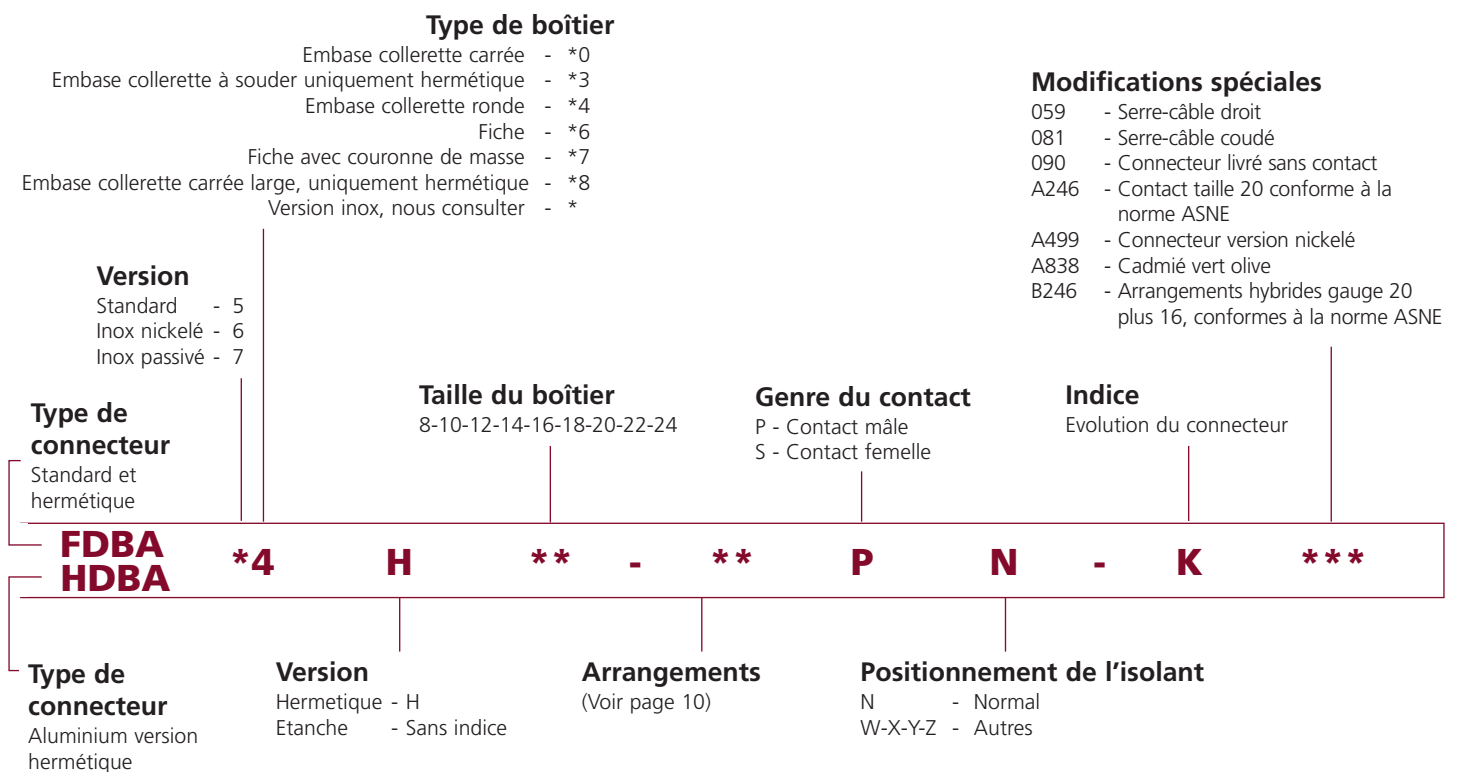 Type de boîtier
Embase collerette carrée - *0
Embase collerette à souder uniquement hermétique - *3
Embase collerette ronde - *4
Fiche - *6
Fiche avec couronne de masse - *7
Embase collerette carrée large, uniquement hermétique - *8
Version inox, nous consulter - *
Modifications spéciales
059 - Serre-câble droit
081 - Serre-câble coudé
090 - Connecteur livré sans contact
A246 - Contact taille 20 conforme à la
norme ASNE
A499 - Connecteur version nickelé
A838 - Cadmié vert olive
B246 - Arrangements hybrides gauge 20
plus 16, conformes à la norme ASNE
Version
Standard - 5
Inox nickelé - 6
Inox passivé - 7
Type de
connecteur
Standard et
hermétique
Taille du boîtier
8-10-12-14-16-18-20-22-24
Genre du contact
P - Contact mâle
S - Contact femelle
Indice
Evolution du connecteur
FDBA
HDBA
*4 H ** - ** P N - K ***
Type de
connecteur
Aluminium version
hermétique
Version
Hermetique - H
Etanche - Sans indice
Arrangements
(Voir page 10)
Positionnement de l’isolant
N - Normal
W-X-Y-Z - Autres